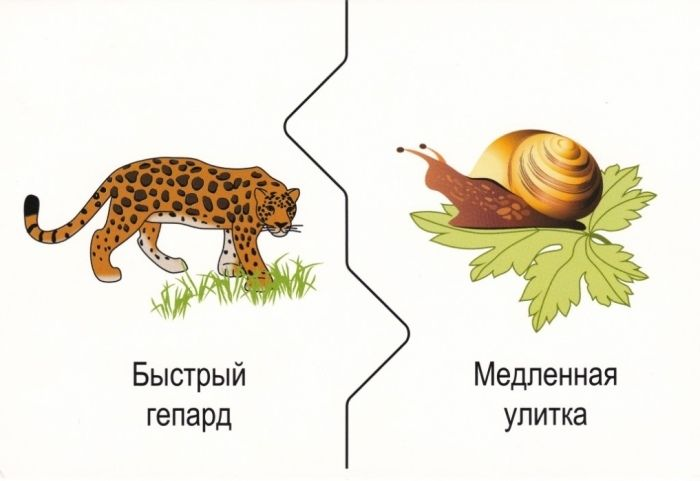 Быстрый
гепард
Медленная
улитка